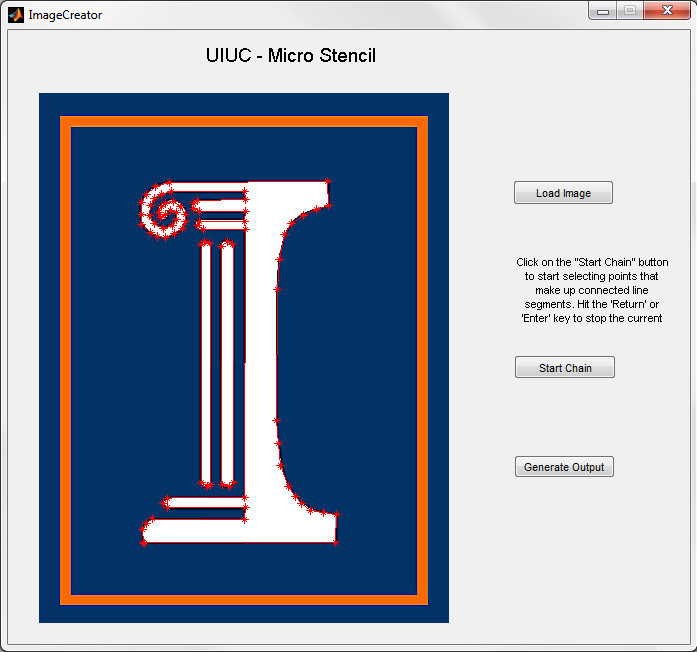 ImageCreator
UIUC - Micro Stencil
Load Image
Click on the "Start Chain" button
to start selecting points that
make up connected line
segments. Hit the 'Return' or
'Enter' key to stop the current
Start Chain
Generate Output